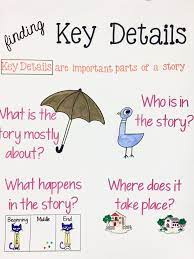 finding Key Details
Key Details are important parts of a story
What is the
tory mostly
about?
Who is in
the story?
What happens
in the story?
Where does it
take place?
Beginning Middle End